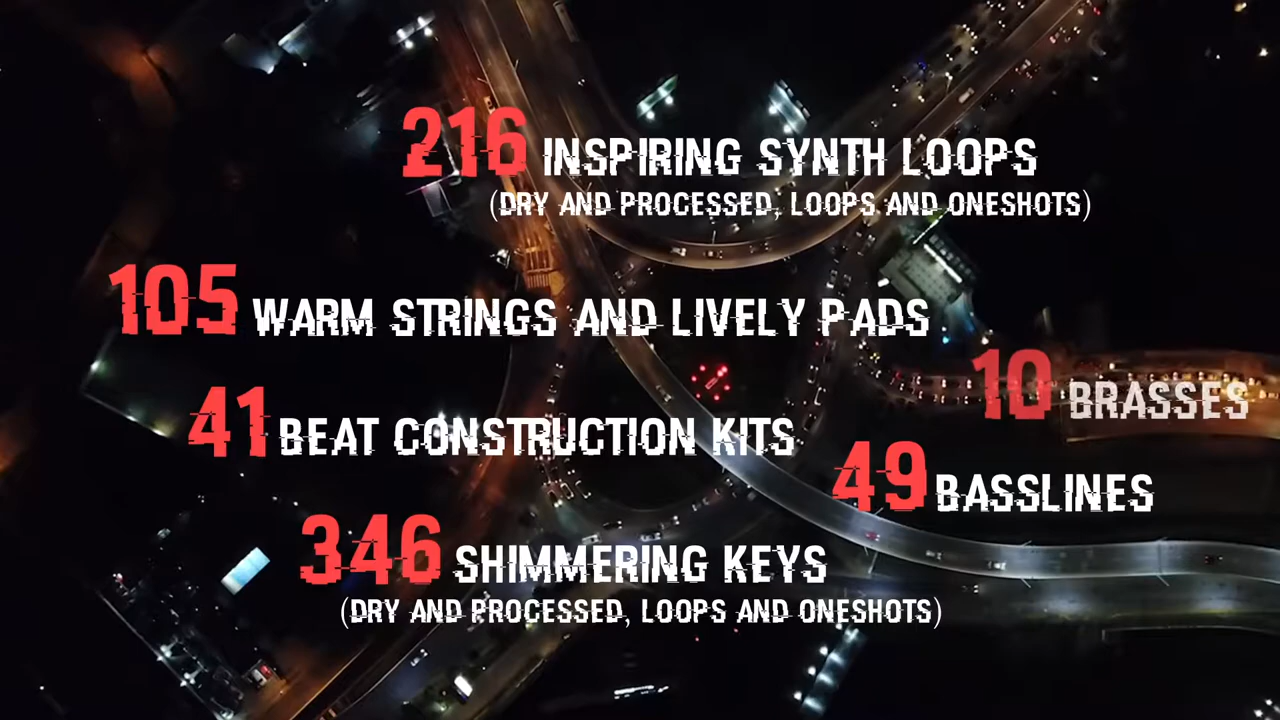 216 INSPIRING SYNTH LOOPS
(DRY AND PROCESSED, LOOPS AND ONESHOTS)
105 WARM STRINGS AND LIVELY PADS
10 BRASSES
41 BEAT CONSTRUCTION KITS
49 BASSLINES
346 SHIMMERING KEYS
(DRY AND PROCESSED, LOOPS AND ONESHOTS)